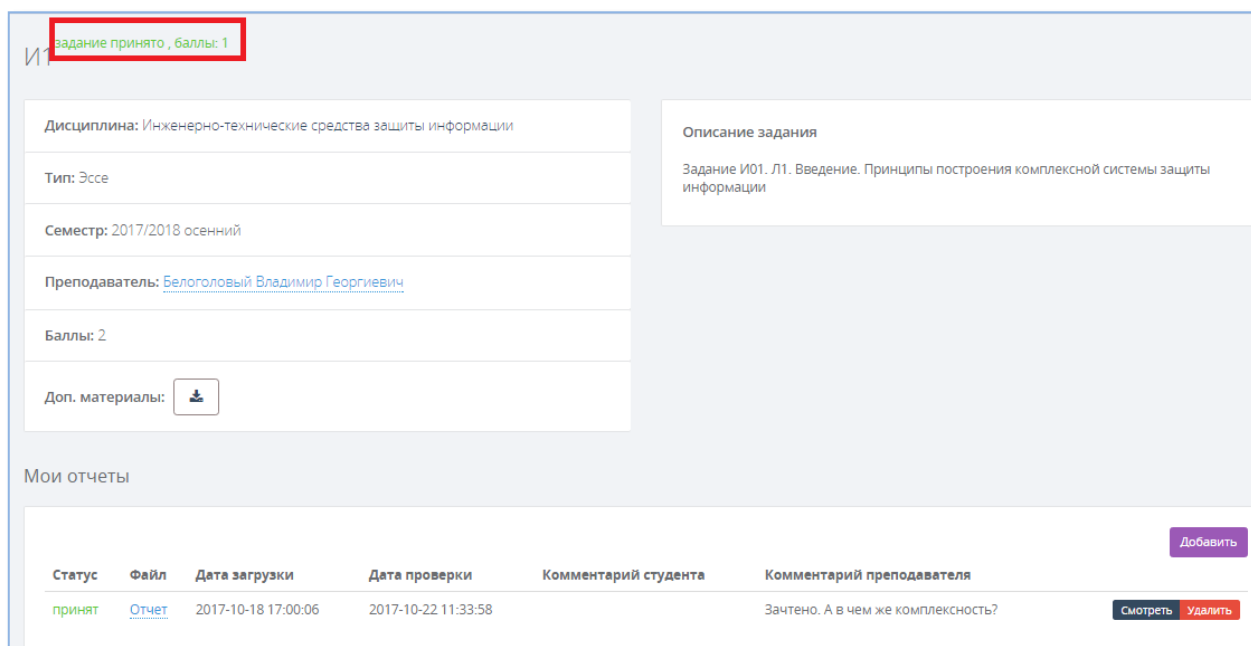 задание принято , баллы: 1
И1
Дисциплина: Инженерно-технические средства защиты информации
Тип: Эссе
Семестр: 2017/2018 осенний
Преподаватель: Белоголовый Владимир Георгиевич
Баллы: 2
Доп. материалы:
Описание задания
Задание И01. Л1. Введение. Принципы построения комплексной системы защиты
информации
Мои отчеты
Добавить
Статус Файл Дата загрузки Дата проверки Комментарий студента Комментарий преподавателя
принят Отчет 2017-10-18 17:00:06 2017-10-22 11:33:58 Зачтено. А в чем же комплексность? Смотреть Удалить